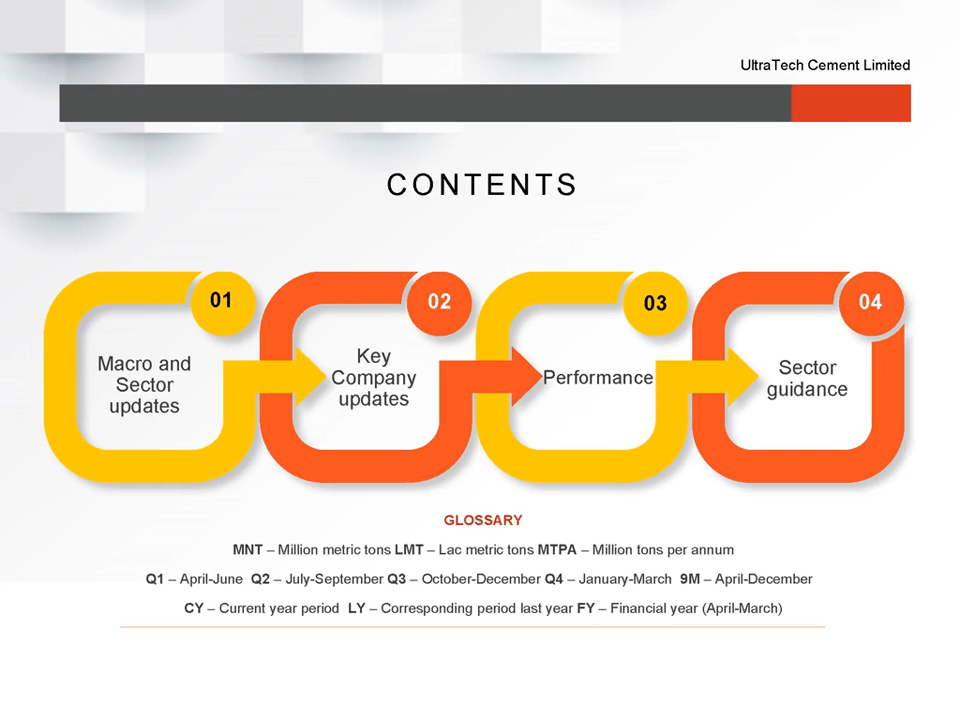 UltraTech Cement Limited
CONTENTS
01
Macro and
Sector
updates
02
Key
Company
updates
03
Performance
04
Sector
guidance
GLOSSARY
MNT – Million metric tons LMT – Lac metric tons MTPA – Million tons per annum
Q1 – April-June Q2 – July-September Q3 – October-December Q4 – January-March 9M – April-December
CY – Current year period LY – Corresponding period last year FY – Financial year (April-March)